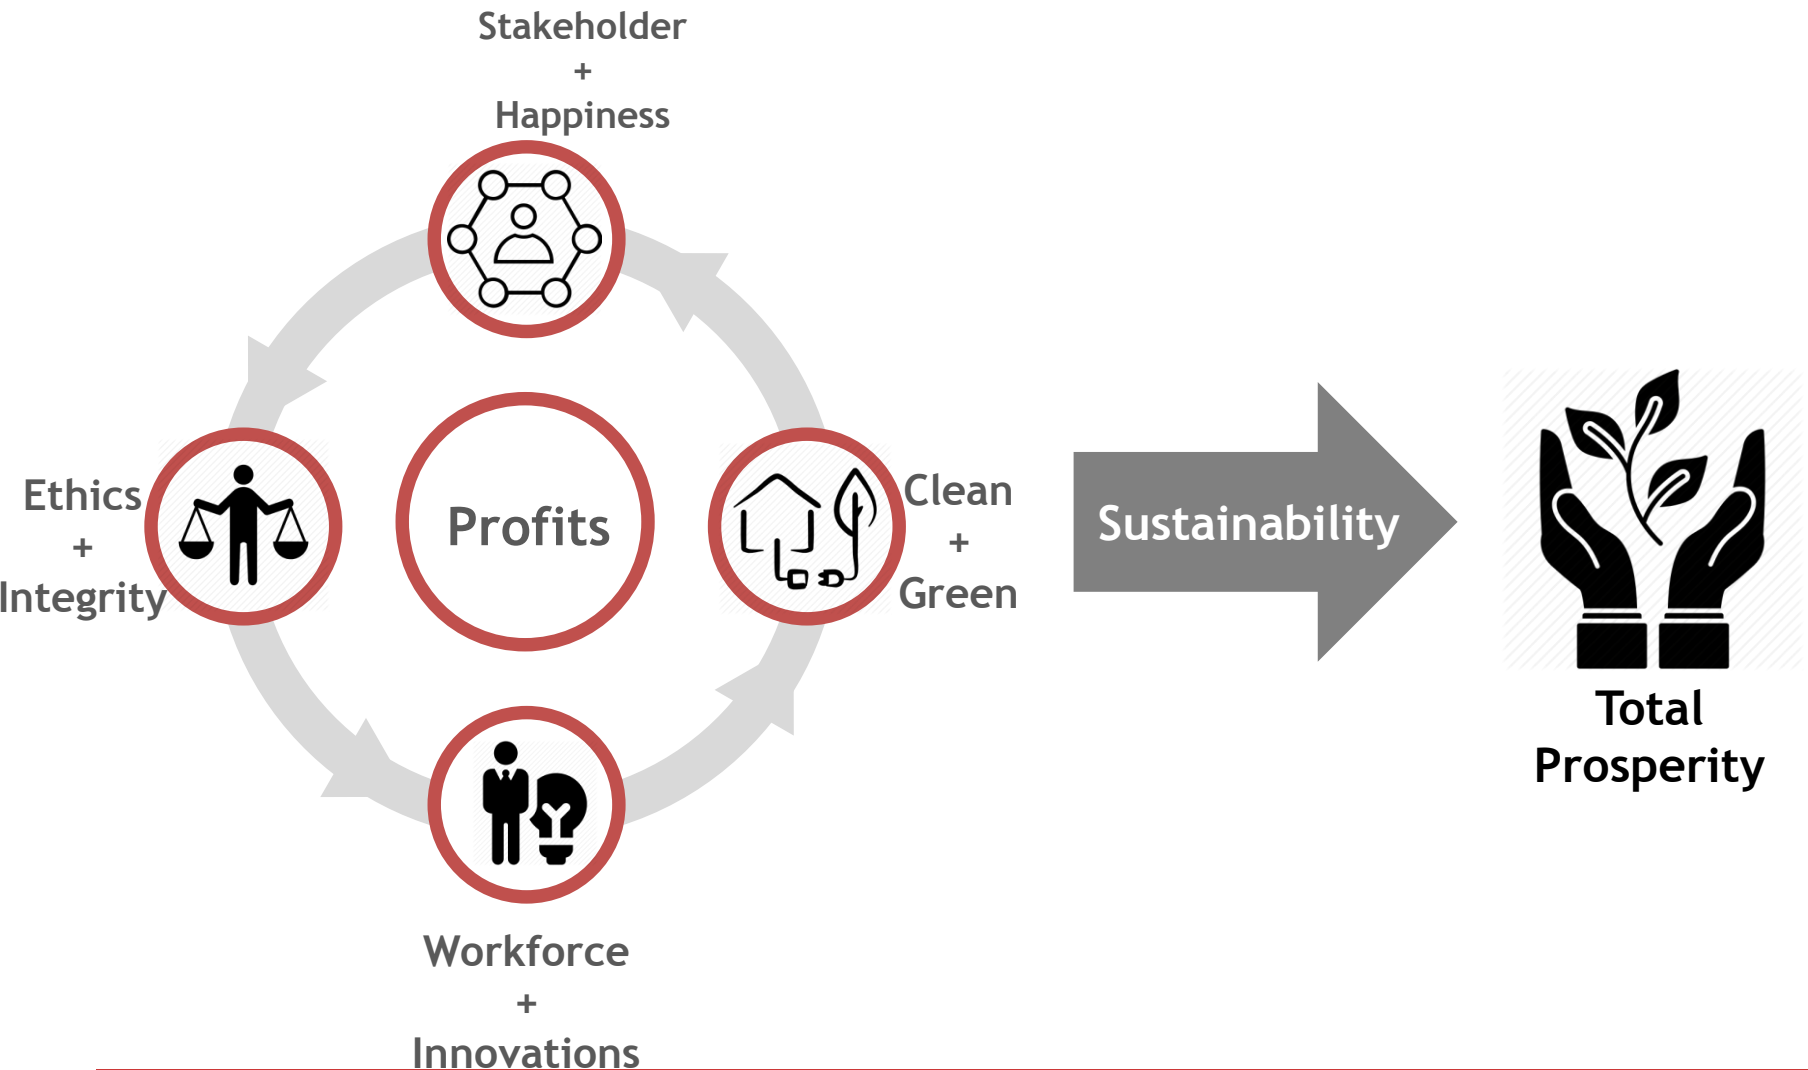 Stakeholder
+
Happiness
Ethics
+
Integrity
Profits
Clean
+
Green
Sustainability
Workforce
+
Innovations
Total
Prosperity